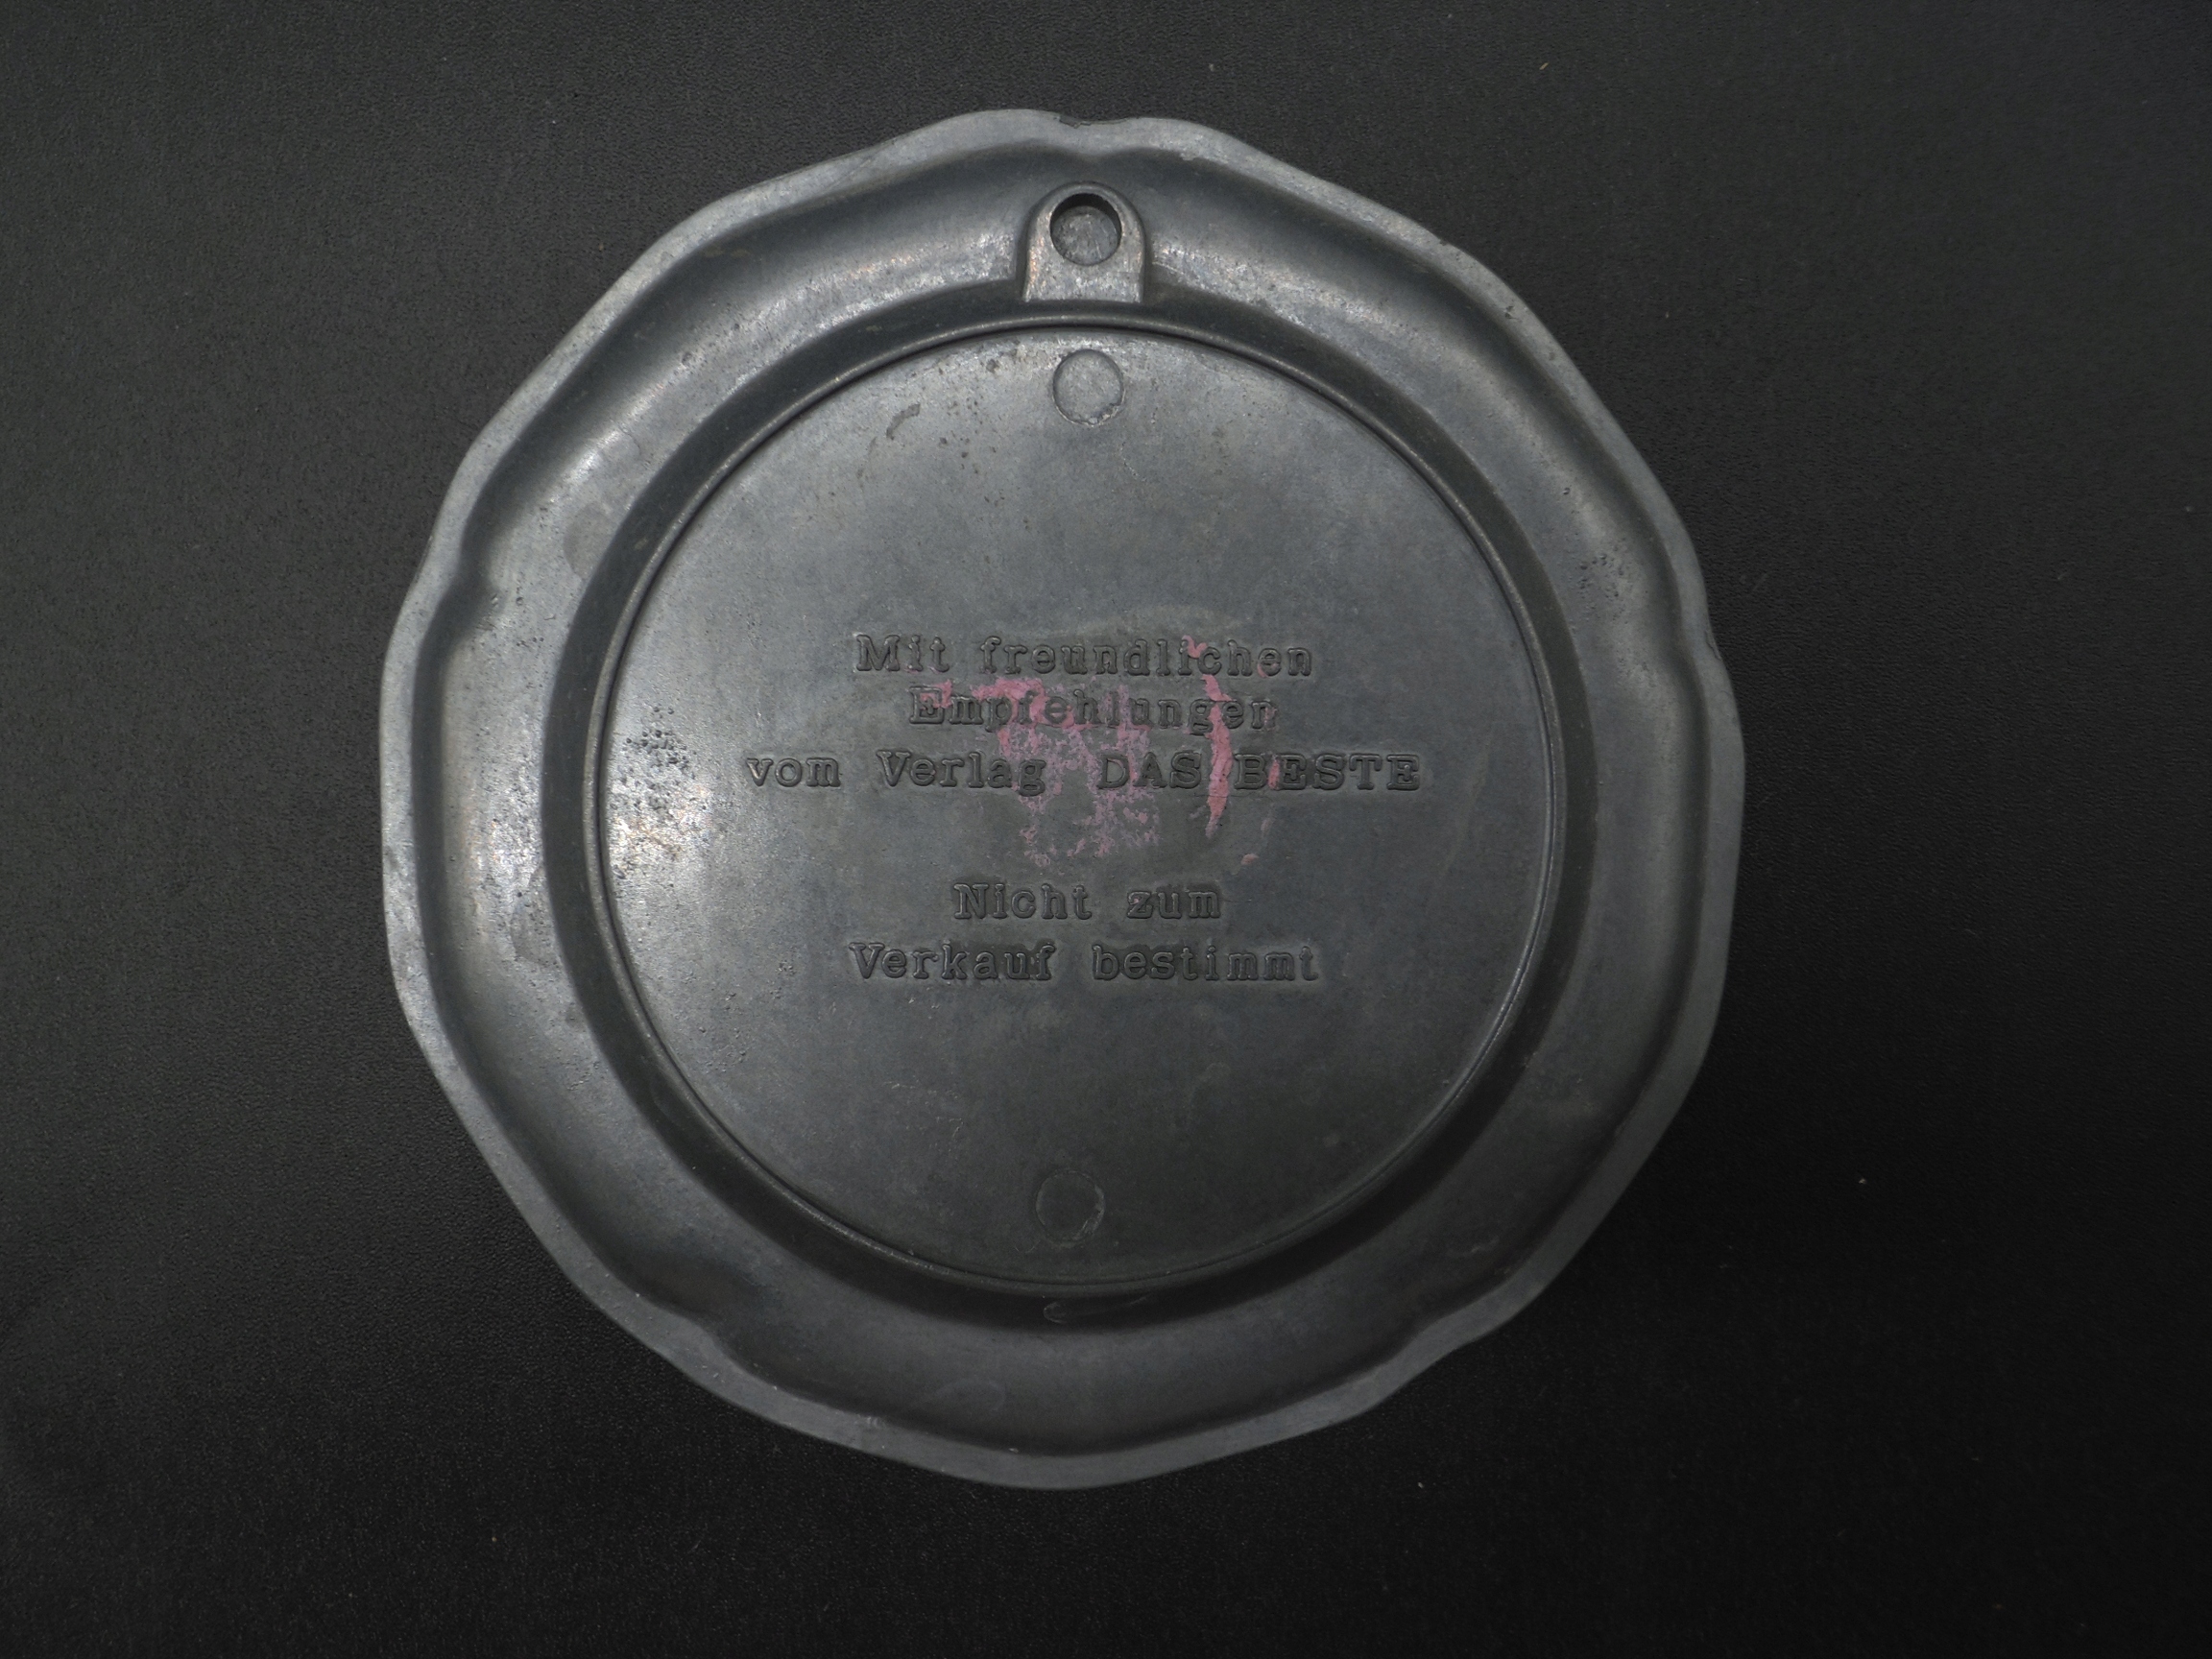 Mit freundlichen
Empfehlungen
vom Verlag DAS BESTE
Nicht zum
Verkauf bestimmt